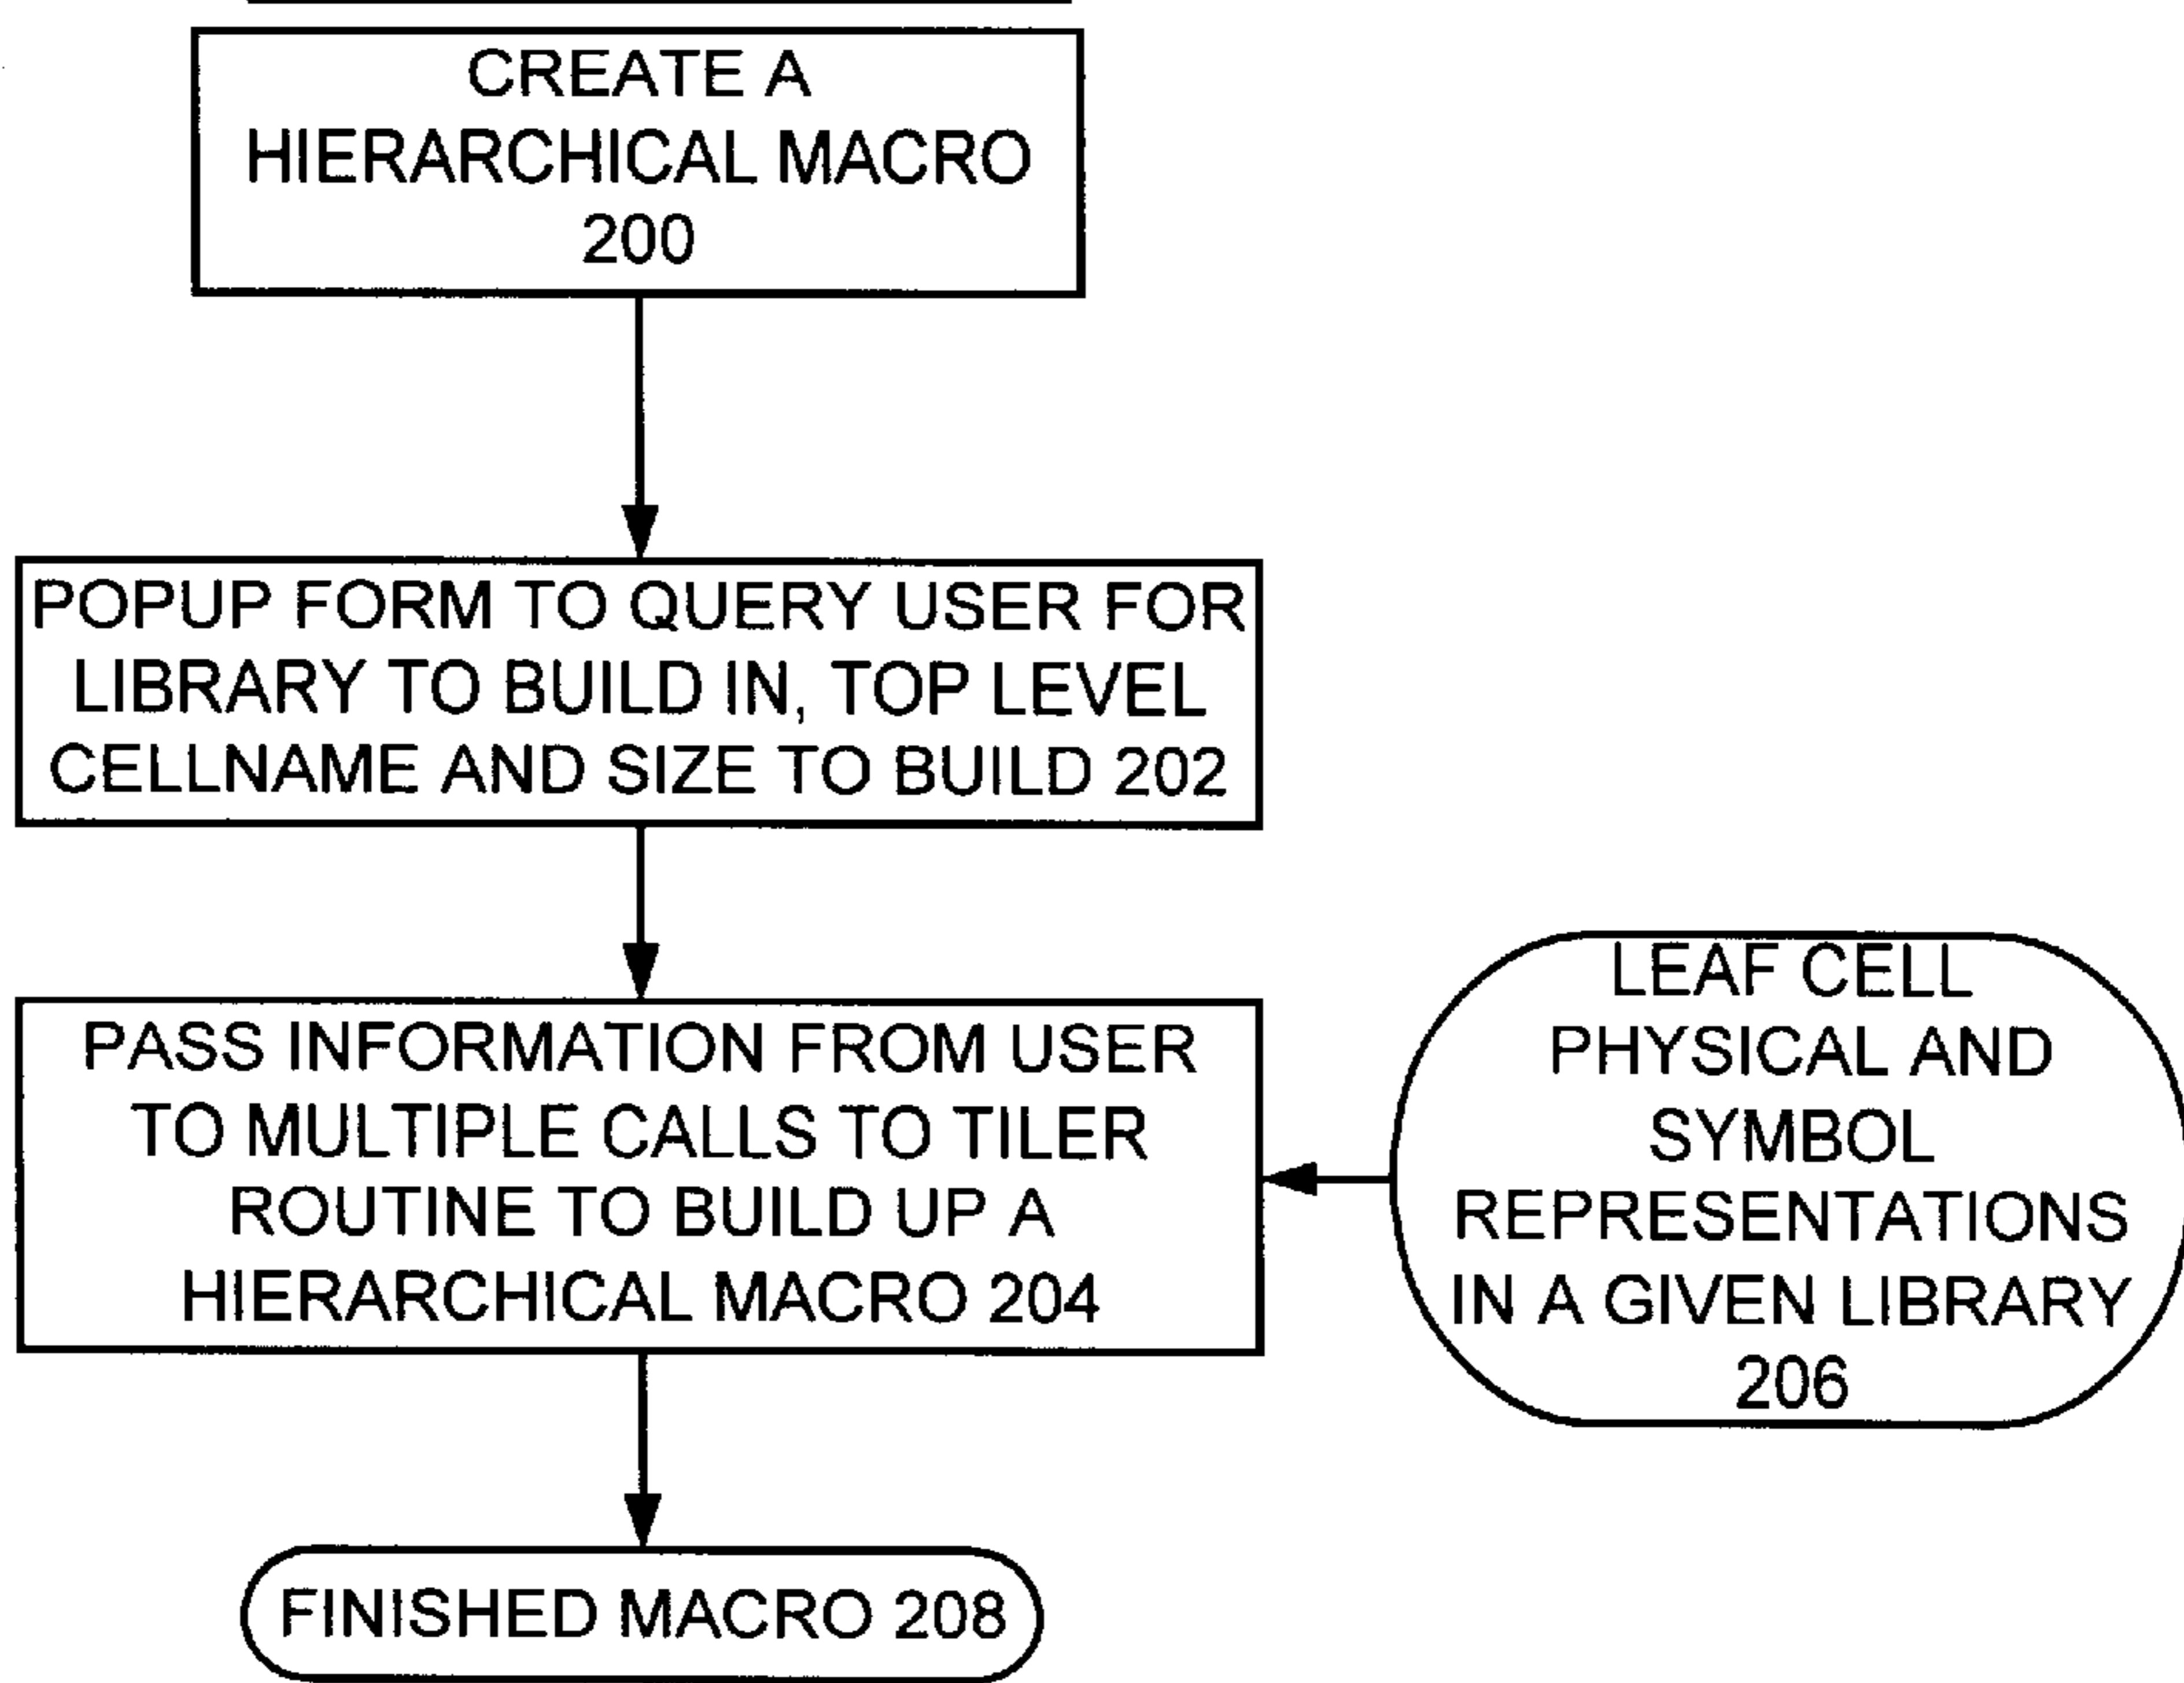 CREATE A
HIERARCHICAL MACRO
200
POPUP FORM TO QUERY USER FOR
LIBRARY TO BUILD IN, TOP LEVEL
CELLNAME AND SIZE TO BUILD 202
PASS INFORMATION FROM USER
TO MULTIPLE CALLS TO TILER
ROUTINE TO BUILD UP A
HIERARCHICAL MACRO 204
LEAF CELL
PHYSICAL AND
SYMBOL
REPRESENTATIONS
IN A GIVEN LIBRARY
206
FINISHED MACRO 208